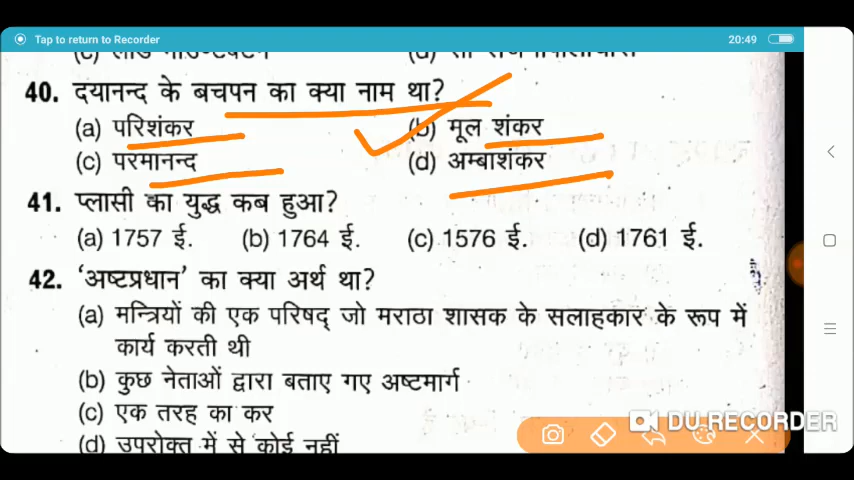 Tap to return to Recorder 20:49
40. दयानन्द के बचपन का क्या नाम था?
(a) परिशंकर (b) मूल शंकर
(c) परमानन्द (d) अम्बाशंकर
41. प्लासी का युद्ध कब हुआ?
(a) 1757 ई. (b) 1764 ई. (c) 1576 ई. (d) 1761 ई.
42. 'अष्टप्रधान' का क्या अर्थ था?
(a) मन्त्रियों की एक परिषद् जो मराठा शासक के सलाहकार के रूप में
कार्य करती थी
(b) कुछ नेताओं द्वारा बताए गए अष्टमार्ग
(c) एक तरह का कर
(d) उपरोक्त में से कोई नहीं
DU RECORDER